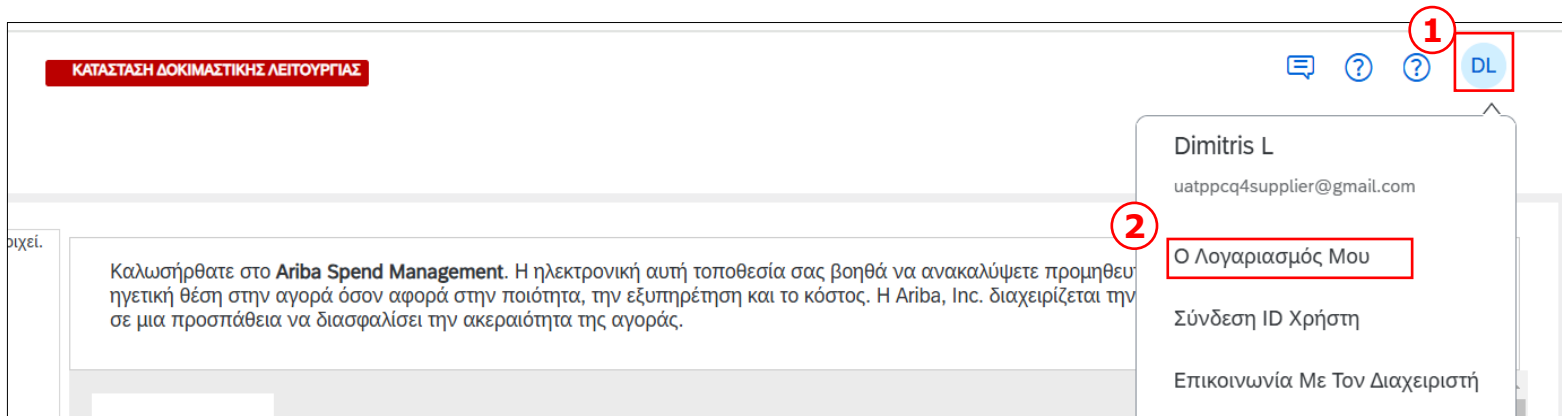 1
ΚΑΤΑΣΤΑΣΗ ΔΟΚΙΜΑΣΤΙΚΗΣ ΛΕΙΤΟΥΡΓΙΑΣ
DL
Dimitris L
uatppcq4supplier@gmail.com
2
Ο Λογαριασμός Μου
Σύνδεση ID Χρήστη
Επικοινωνία Με Τον Διαχειριστή
Καλωσήρθατε στο Ariba Spend Management. Η ηλεκτρονική αυτή τοποθεσία σας βοηθά να ανακαλύψετε
ηγετική θέση στην αγορά όσον αφορά στην ποιότητα, την εξυπηρέτηση και το κόστος. Η Ariba, Inc. διαχειρίζεται την
σε μια προσπάθεια να διασφαλίσει την ακεραιότητα της αγοράς.